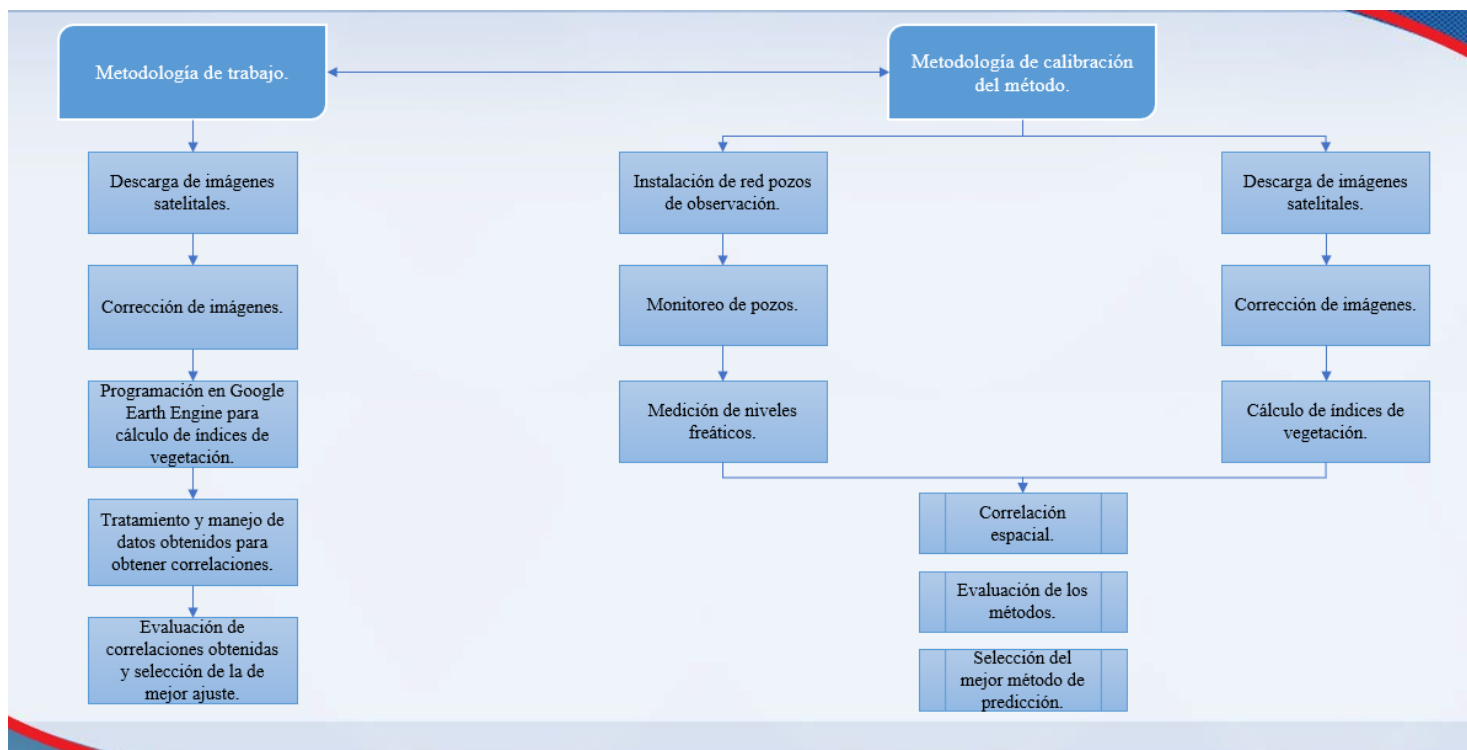 Metodología de trabajo.
Metodología de calibración
del método.
Descarga de imágenes
satelitales.
Instalación de red pozos
de observación.
Descarga de imágenes
satelitales.
Corrección de imágenes.
Monitoreo de pozos.
Corrección de imágenes.
Programación en Google
Earth Engine para
cálculo de índices de
vegetación.
Medición de niveles
freáticos.
Cálculo de índices de
vegetación.
Tratamiento y manejo de
datos obtenidos para
obtener correlaciones.
Correlación
espacial.
Evaluación de los
métodos.
Evaluación de
correlaciones obtenidas
y selección de la de
mejor ajuste.
Selección del
mejor método de
predicción.